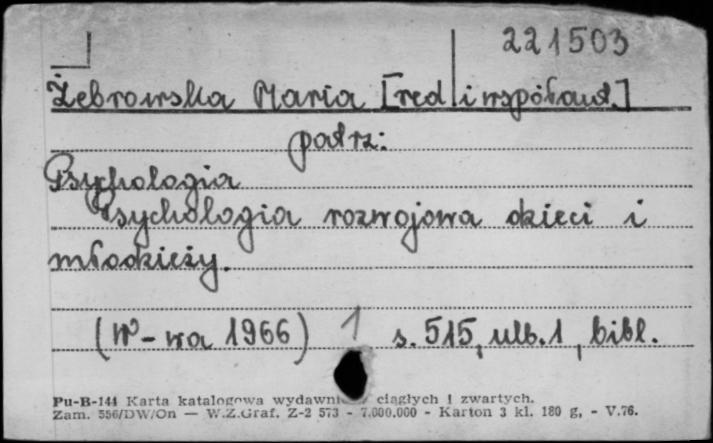 221503
Żebrowska Maria [red i współaut.]
patrz:
Psychologia
Psychologia rozwojowa dzieci i
młodzieży.
(W-wa 1966) 1 s. 515, ulb. 1, bibl.
Pu-B-144 Karta katalogowa wydawnictw ciągłych i zwartych.
Zam. 556/DW/On — W.Z.Graf. Z-2 573 - 7.000.000 - Karton 3 kl. 180 g, - V.76.